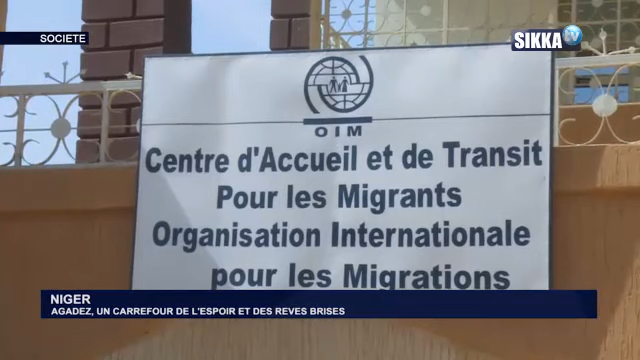 SOCIETE
SIKKA TV
OIM
Centre d'Accueil et de Transit
Pour les Migrants
Organisation Internationale
pour les Migrations
NIGER
AGADEZ, UN CARREFOUR DE L'ESPOIR ET DES REVES BRISES